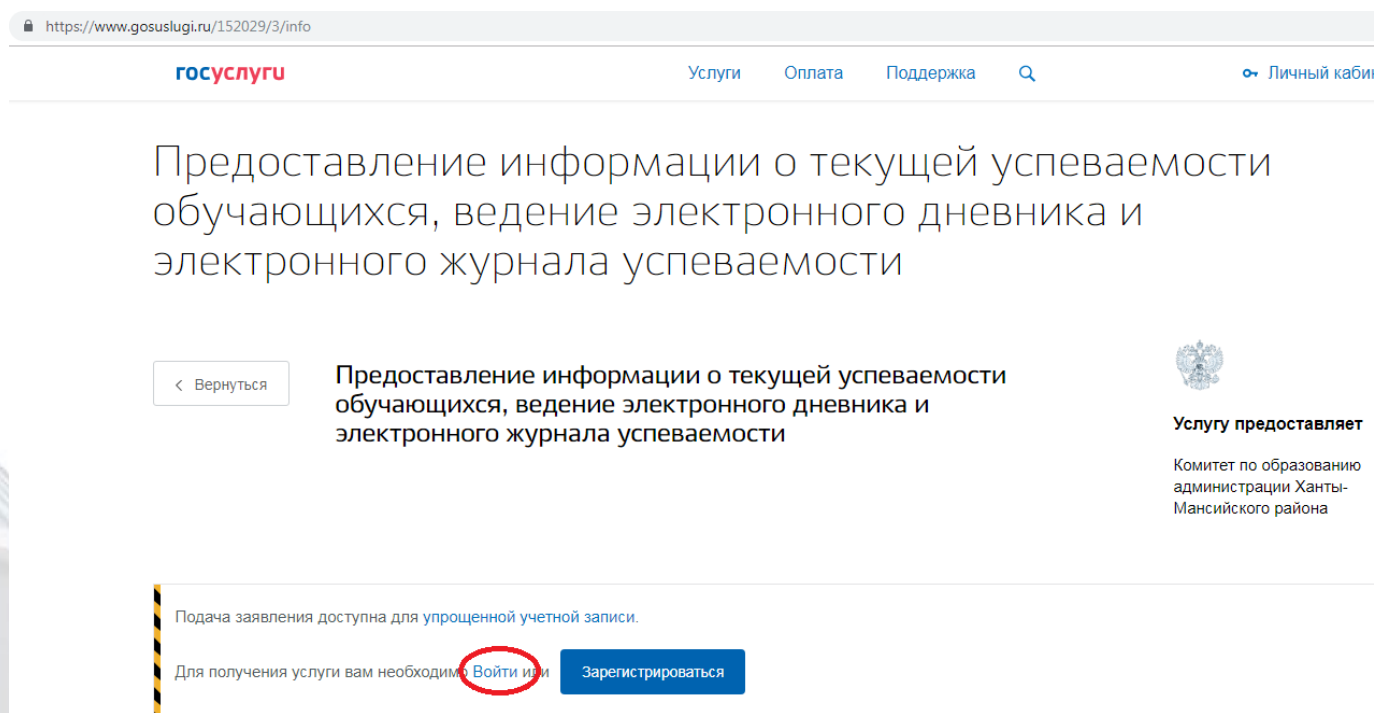 https://www.gosuslugi.ru/152029/3/info
госуслуги
Услуги Оплата Поддержка Личный кабин
Предоставление информации о текущей успеваемости
обучающихся, ведение электронного дневника и
электронного журнала успеваемости
Вернуться
Предоставление информации о текущей успеваемости
обучающихся, ведение электронного дневника и
электронного журнала успеваемости
Услугу предоставляет
Комитет по образованию
администрации Ханты-
Мансийского района
Подача заявления доступна для упрощенной учетной записи.
Для получения услуги вам необходимо Войти или Зарегистрироваться